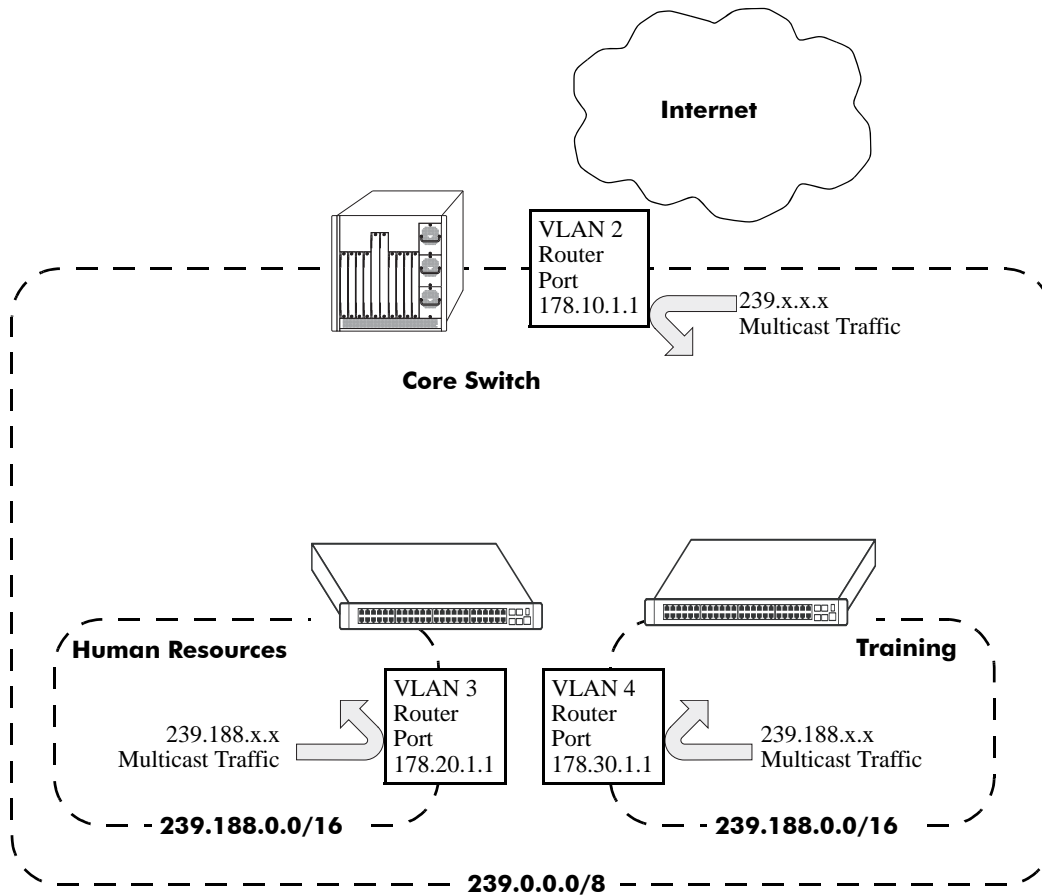 Internet
VLAN 2
Router
Port
178.10.1.1
239.x.x.x
Multicast Traffic
Core Switch
Human Resources
Training
VLAN 3
Router
Port
178.20.1.1
VLAN 4
Router
Port
178.30.1.1
239.188.x.x
Multicast Traffic
239.188.x.x
Multicast Traffic
239.188.0.0/16
239.188.0.0/16
239.0.0.0/8